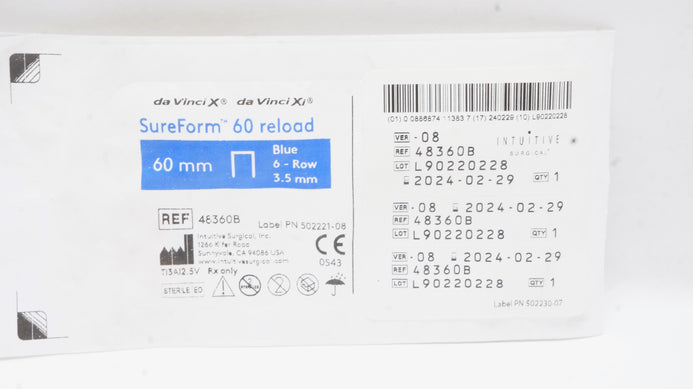 da Vinci X® da Vinci Xi®
SureForm™ 60 reload
60 mm
Blue
6 - Row
3.5 mm
REF 48360B
Label PN 502221-08
Intuitive Surgical, Inc.
1266 Kifer Road
Sunnyvale, CA 94086 USA
www.intuitivesurgical.com
CE
0543
Ti3Al2.5V Rx only
STERILE EO
(01) 0 0886874 11383 7 (17) 240229 (10) L90220228
VER - 08
INTUITIVE
SURGICAL®
REF 48360B
LOT L90220228
2024-02-29 QTY 1
VER - 08 2024-02-29
REF 48360B
LOT L90220228 QTY 1
VER - 08 2024-02-29
REF 48360B
LOT L90220228 QTY 1
Label PN 502230-07